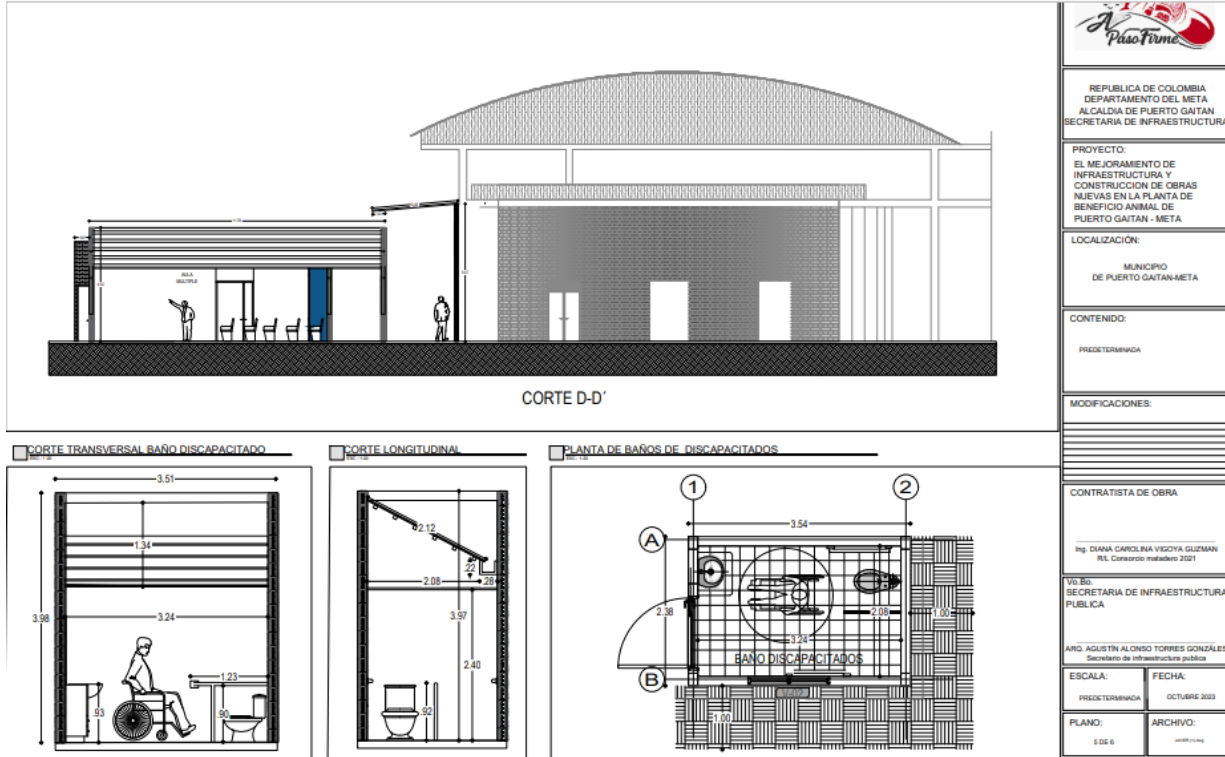 A
PasoFirme
REPUBLICA DE COLOMBIA
DEPARTAMENTO DEL META
ALCALDIA DE PUERTO GAITAN
SECRETARIA DE INFRAESTRUCTURA
PROYECTO:
EL MEJORAMIENTO DE
INFRAESTRUCTURA Y
CONSTRUCCION DE OBRAS
NUEVAS EN LA PLANTA DE
BENEFICIO ANIMAL DE
PUERTO GAITAN - META
LOCALIZACIÓN:
MUNICIPIO
DE PUERTO GAITAN-META
CONTENIDO:
PREDETERMINADA
MODIFICACIONES:
CONTRATISTA DE OBRA
Ing. DIANA CAROLINA VIGOYA GUZMAN
R/L Consorcio matadero 2021
Vo.Bo.
SECRETARIA DE INFRAESTRUCTURA
PUBLICA
ARQ. AGUSTÍN ALONSO TORRES GONZÁLES
Secretario de infraestructura publica
ESCALA:
PREDETERMINADA
FECHA:
OCTUBRE 2023
PLANO:
5 DE 6
ARCHIVO:
AULA
MULTIPLE
CORTE D-D´
CORTE TRANSVERSAL BAÑO DISCAPACITADO
3.51
1.34
3.98
3.24
1.23
.93
.90
CORTE LONGITUDINAL
2.12
.22
2.08
.28
3.97
2.40
.92
PLANTA DE BAÑOS DE DISCAPACITADOS
1
2
3.54
A
2.38
2.08
1.00
3.24
BAÑO DISCAPACITADOS
B
1.00